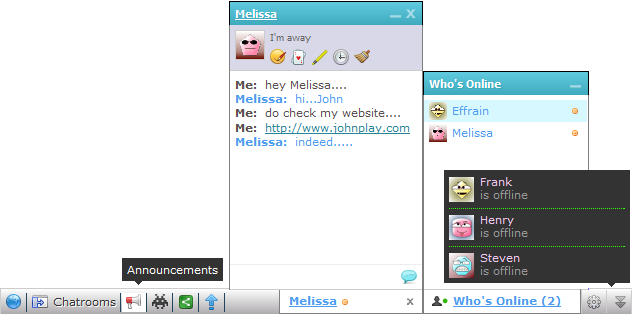 Melissa
I'm away
Me: hey Melissa....
Melissa: hi...John
Me: do check my website....
Me: http://www.johnplay.com
Melissa: indeed.....
Who's Online
Effrain
Melissa
Frank
is offline
Henry
is offline
Steven
is offline
Announcements
Chatrooms
Melissa
Who's Online (2)